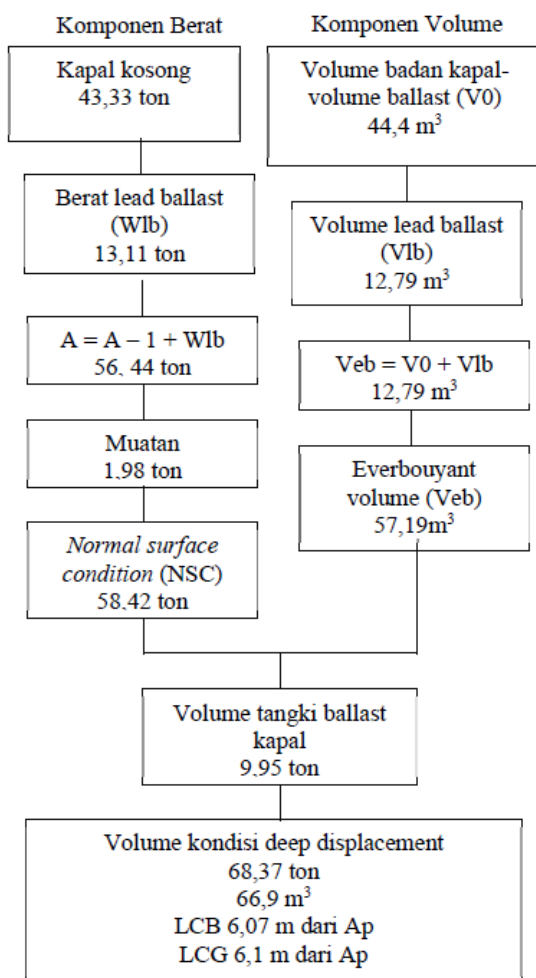 Komponen Berat
Kapal kosong
43,33 ton
Berat lead ballast
(Wlb)
13,11 ton
A = A – 1 + Wlb
56, 44 ton
Muatan
1,98 ton
Normal surface
condition (NSC)
58,42 ton
Komponen Volume
Volume badan kapal-
volume ballast (V0)
44,4 m³
Volume lead ballast
(Vlb)
12,79 m³
Veb = V0 + Vlb
12,79 m³
Everbouyant
volume (Veb)
57,19m³
Volume tangki ballast
kapal
9,95 ton
Volume kondisi deep displacement
68,37 ton
66,9 m³
LCB 6,07 m dari Ap
LCG 6,1 m dari Ap